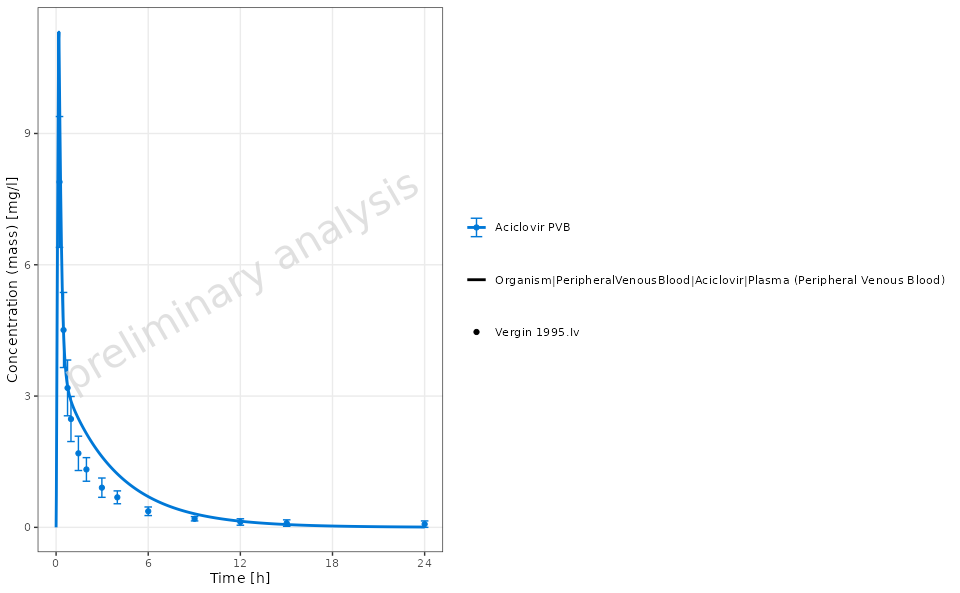 9
6
3
0
0
6
12
18
24
Time [h]
Concentration (mass) [mg/l]
preliminary analysis
Aciclovir PVB
Organism|PeripheralVenousBlood|Aciclovir|Plasma (Peripheral Venous Blood)
Vergin 1995.Iv